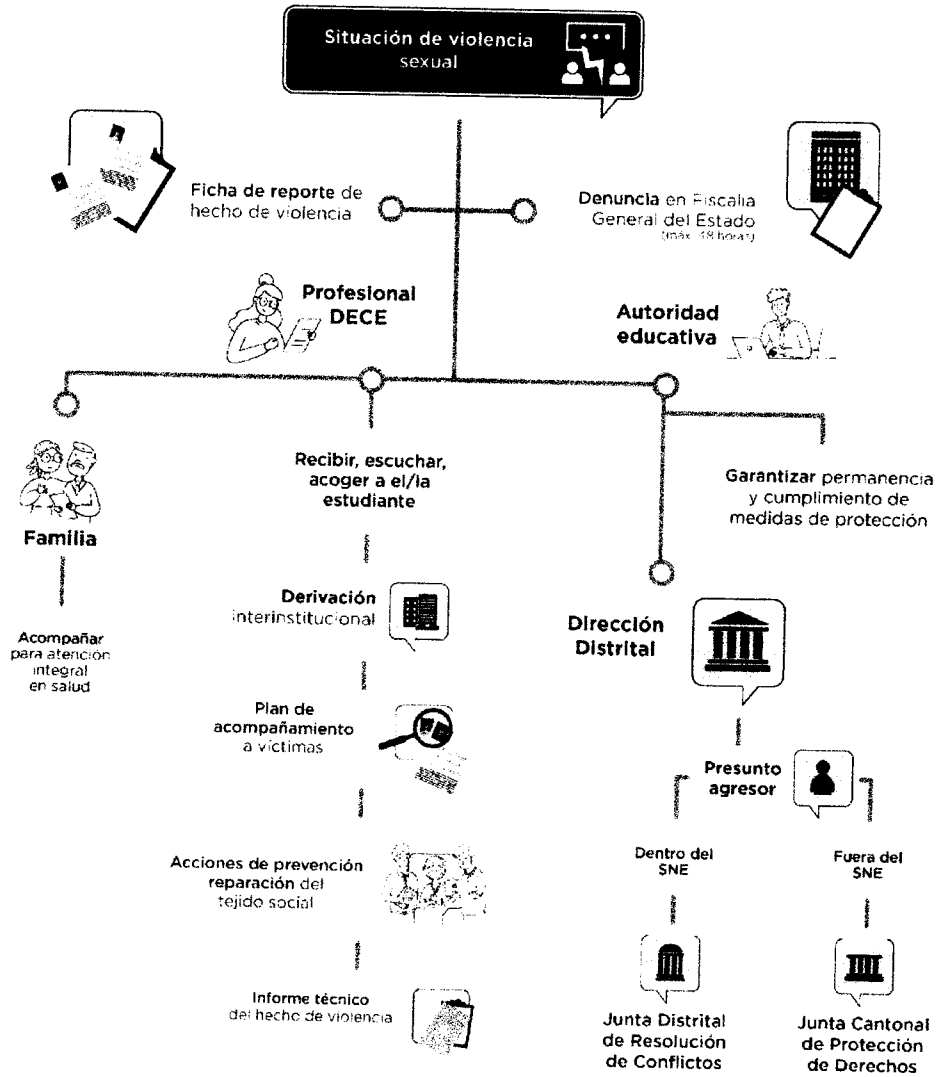 Situación de violencia
sexual
Ficha de reporte de
hecho de violencia
Denuncia en Fiscalía
General del Estado
(máx. 48 horas)
Profesional
DECE
Autoridad
educativa
Familia
Acompañar
para atención
integral
en salud
Recibir, escuchar,
acoger a el/la
estudiante
Derivación
interinstitucional
Plan de
acompañamiento
a víctimas
Acciones de prevención
reparación del
tejido social
Informe técnico
del hecho de violencia
Garantizar permanencia
y cumplimiento de
medidas de protección
Dirección
Distrital
Presunto
agresor
Dentro del
SNE
Fuera del
SNE
Junta Distrital
de Resolución
de Conflictos
Junta Cantonal
de Protección
de Derechos